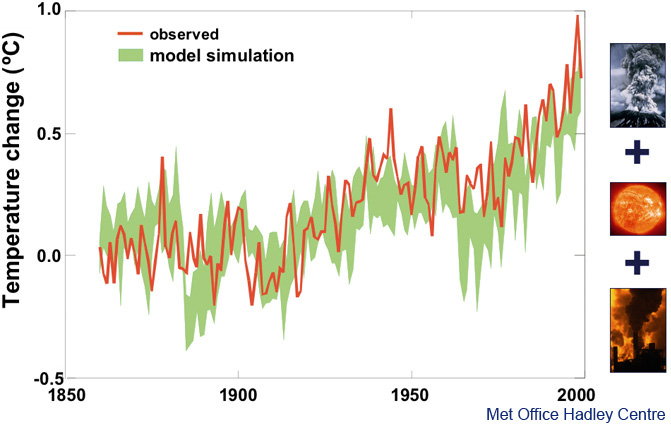 Temperature change (ºC)
1.0
0.5
0.0
-0.5
observed
model simulation
1850
1900
1950
2000
Met Office Hadley Centre